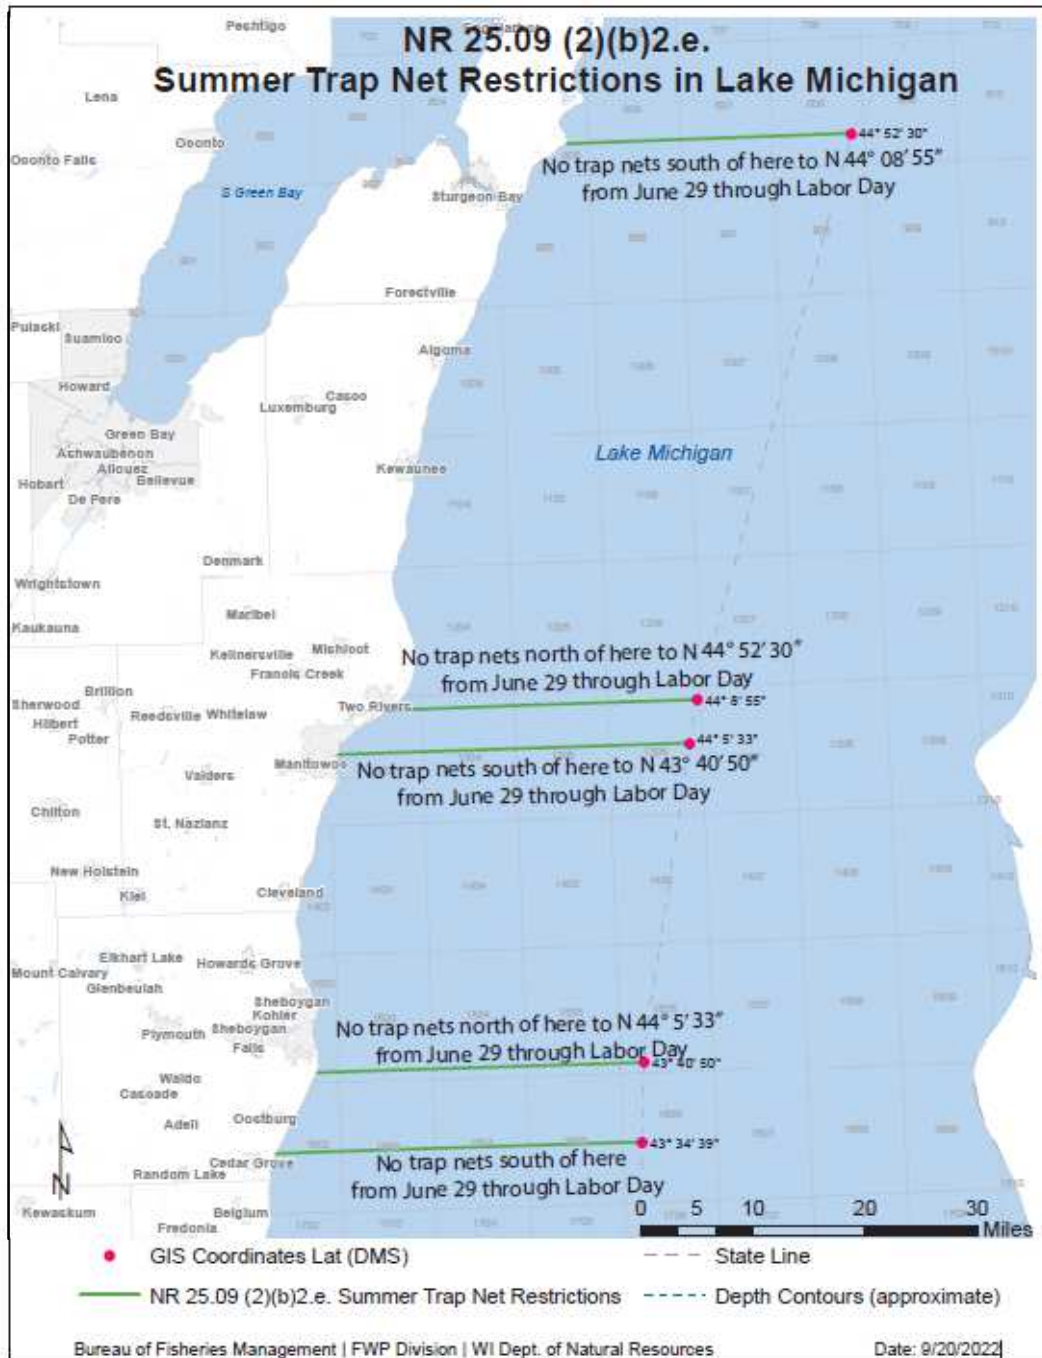 Peshtigo
NR 25.09 (2)(b)2.e.
Summer Trap Net Restrictions in Lake Michigan
Lena
Oconto
Oconto Falls
44° 52' 30"
No trap nets south of here to N 44° 08' 55"
from June 29 through Labor Day
S Green Bay
Sturgeon Bay
Forestville
Pulaski
Suamico
Algoma
Howard
Casco
Luxemburg
Green Bay
Ashwaubenon
Allouez
Bellevue
Hobart
De Pere
Lake Michigan
Kewaunee
Denmark
Wrightstown
Maribel
Kaukauna
Kellnersville
Mishicot
Francis Creek
No trap nets north of here to N 44° 52' 30"
from June 29 through Labor Day
Brillion
Sherwood
Hilbert
Reedsville
Whitelaw
Two Rivers
44° 8' 55"
Potter
44° 5' 33"
Manitowoc
Valders
No trap nets south of here to N 43° 40' 50"
from June 29 through Labor Day
Chilton
St. Nazianz
New Holstein
Kiel
Cleveland
Elkhart Lake
Howards Grove
Mount Calvary
Glenbeulah
Sheboygan
Kohler
Plymouth
Sheboygan
Falls
No trap nets north of here to N 44° 5' 33"
from June 29 through Labor Day
43° 40' 50"
Waldo
Cascade
Adell
Oostburg
43° 34' 39"
Cedar Grove
No trap nets south of here
from June 29 through Labor Day
Random Lake
N
Kewaskum
Belgium
Fredonia
0 5 20 30
Miles
GIS Coordinates Lat (DMS)
State Line
NR 25.09 (2)(b)2.e. Summer Trap Net Restrictions
Depth Contours (approximate)
Bureau of Fisheries Management | FWP Division | WI Dept. of Natural Resources
Date: 9/20/2022